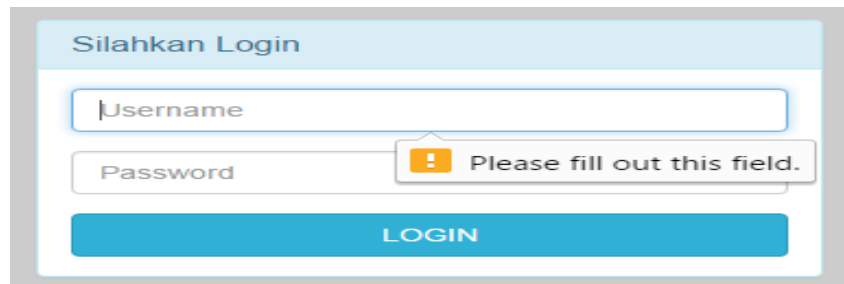 Silahkan Login
Username
Please fill out this field.
Password
LOGIN